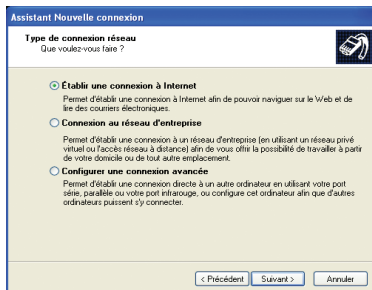 Assistant Nouvelle connexion
Type de connexion réseau
Que voulez-vous faire ?
Établir une connexion à Internet
Permet d'établir une connexion à Internet afin de pouvoir naviguer sur le Web et de
lire des courriers électroniques.
Connexion au réseau d'entreprise
Permet d'établir une connexion à un réseau d'entreprise (en utilisant un réseau privé
virtuel ou l'accès réseau à distance) afin de vous offrir la possibilité de travailler à partir
de votre domicile ou de tout autre emplacement.
Configurer une connexion avancée
Permet d'établir une connexion directe à un autre ordinateur en utilisant votre port
série, parallèle ou votre port infrarouge, ou configure cet ordinateur afin que d'autres
ordinateurs puissent s'y connecter.
< Précédent Suivant > Annuler